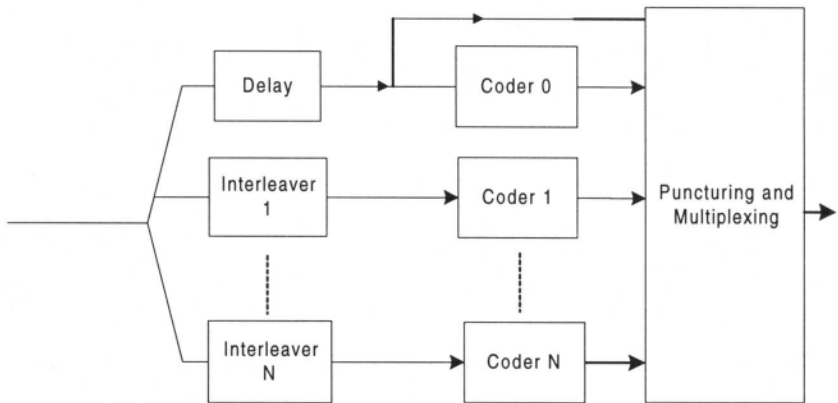 Delay
Coder 0
Interleaver
1
Coder 1
Puncturing and
Multiplexing
Interleaver
N
Coder N